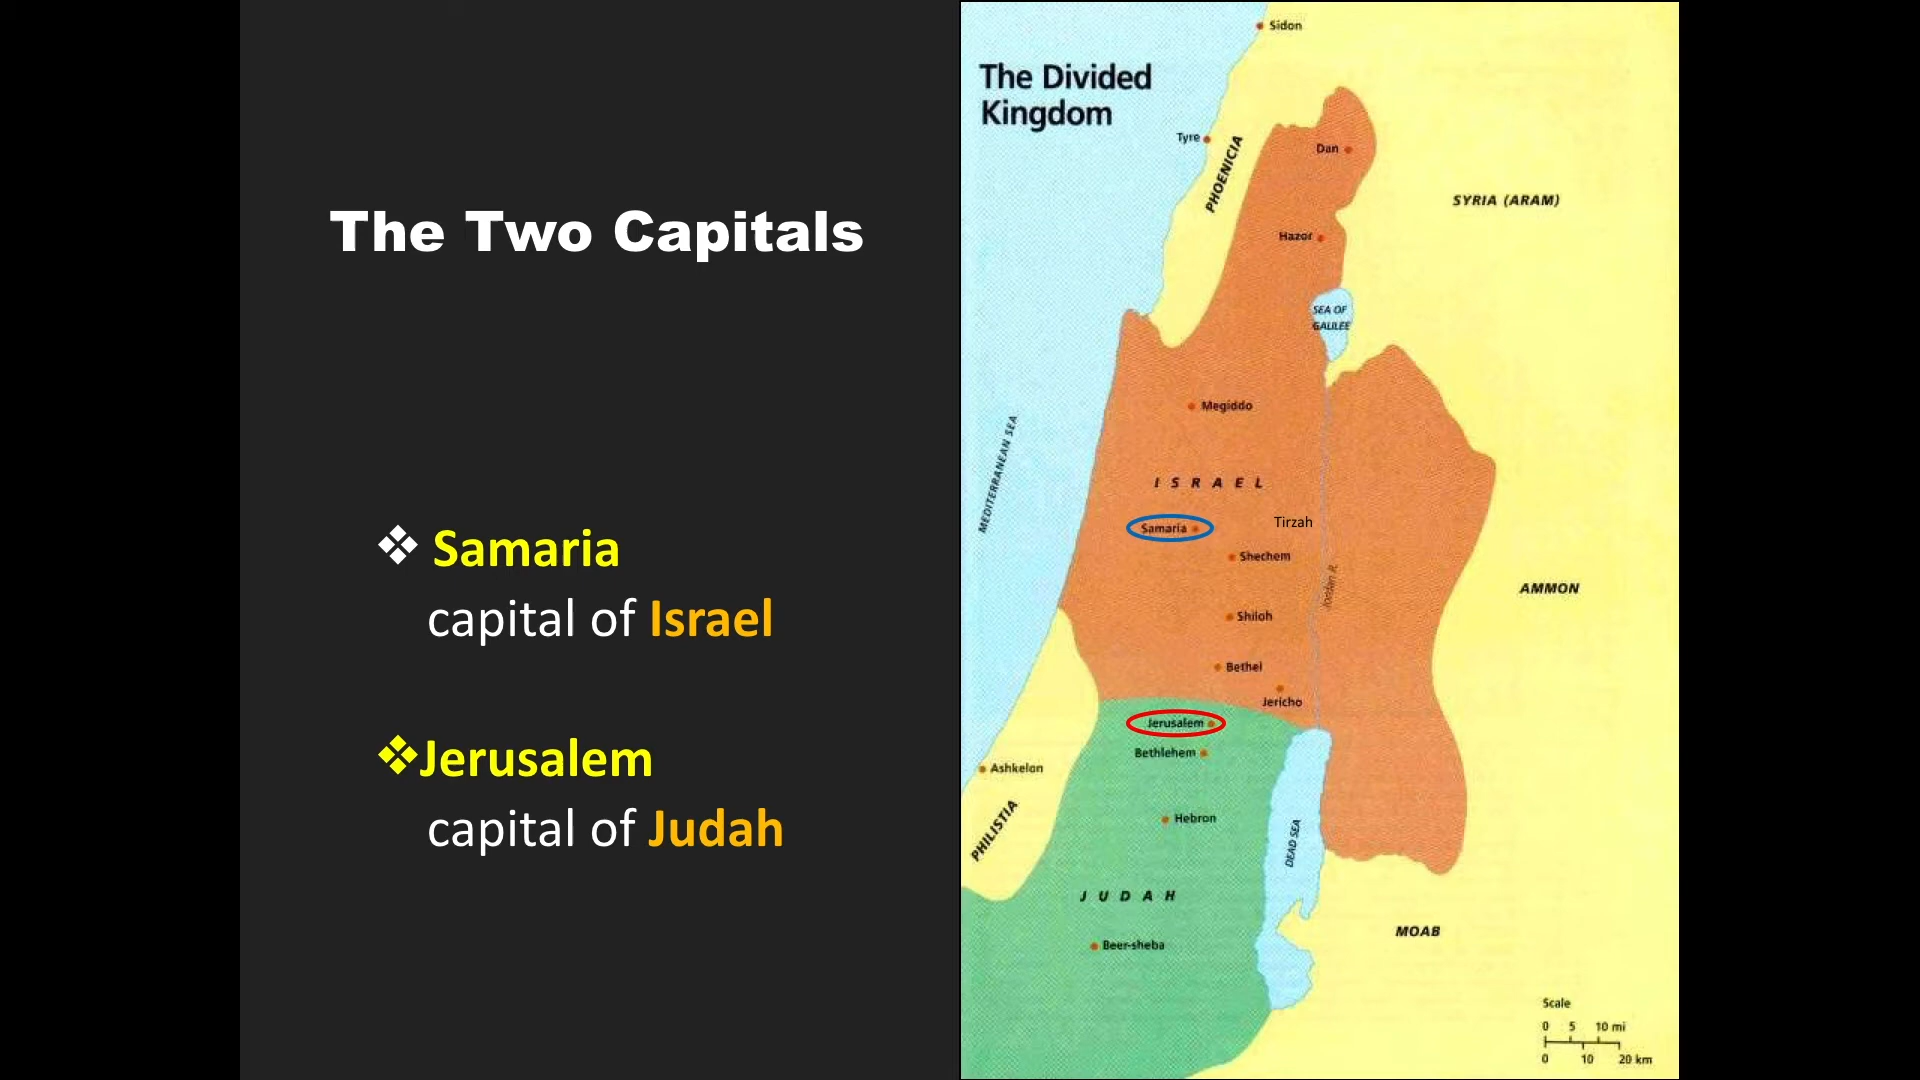 The Two Capitals
❖ Samaria
capital of Israel
❖Jerusalem
capital of Judah
The Divided
Kingdom
Sidon
Tyre
PHOENICIA
Dan
SYRIA (ARAM)
Hazor
SEA OF
GALILEE
MEDITERRANEAN SEA
Megiddo
ISRAEL
Samaria
Tirzah
Shechem
Jordan R.
AMMON
Shiloh
Bethel
Jericho
Jerusalem
Bethlehem
Ashkelon
PHILISTIA
Hebron
DEAD SEA
JUDAH
MOAB
Beer-sheba
Scale
0 5 10 mi
0 10 20 km